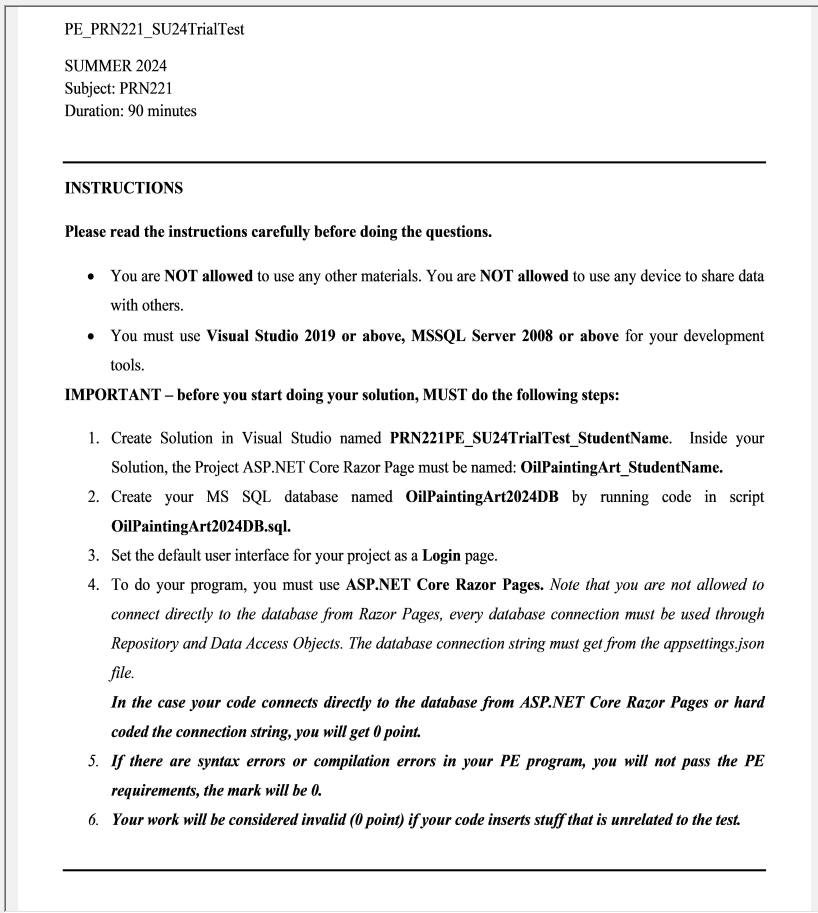 PE_PRN221_SU24TrialTest
SUMMER 2024
Subject: PRN221
Duration: 90 minutes
INSTRUCTIONS
Please read the instructions carefully before doing the questions.
• You are NOT allowed to use any other materials. You are NOT allowed to use any device to share data
with others.
• You must use Visual Studio 2019 or above, MSSQL Server 2008 or above for your development
tools.
IMPORTANT – before you start doing your solution, MUST do the following steps:
1. Create Solution in Visual Studio named PRN221PE_SU24TrialTest_StudentName. Inside your
Solution, the Project ASP.NET Core Razor Page must be named: OilPaintingArt_StudentName.
2. Create your MS SQL database named OilPaintingArt2024DB by running code in script
OilPaintingArt2024DB.sql.
3. Set the default user interface for your project as a Login page.
4. To do your program, you must use ASP.NET Core Razor Pages. Note that you are not allowed to
connect directly to the database from Razor Pages, every database connection must be used through
Repository and Data Access Objects. The database connection string must get from the appsettings.json
file.
In the case your code connects directly to the database from ASP.NET Core Razor Pages or hard
coded the connection string, you will get 0 point.
5. If there are syntax errors or compilation errors in your PE program, you will not pass the PE
requirements, the mark will be 0.
6. Your work will be considered invalid (0 point) if your code inserts stuff that is unrelated to the test.